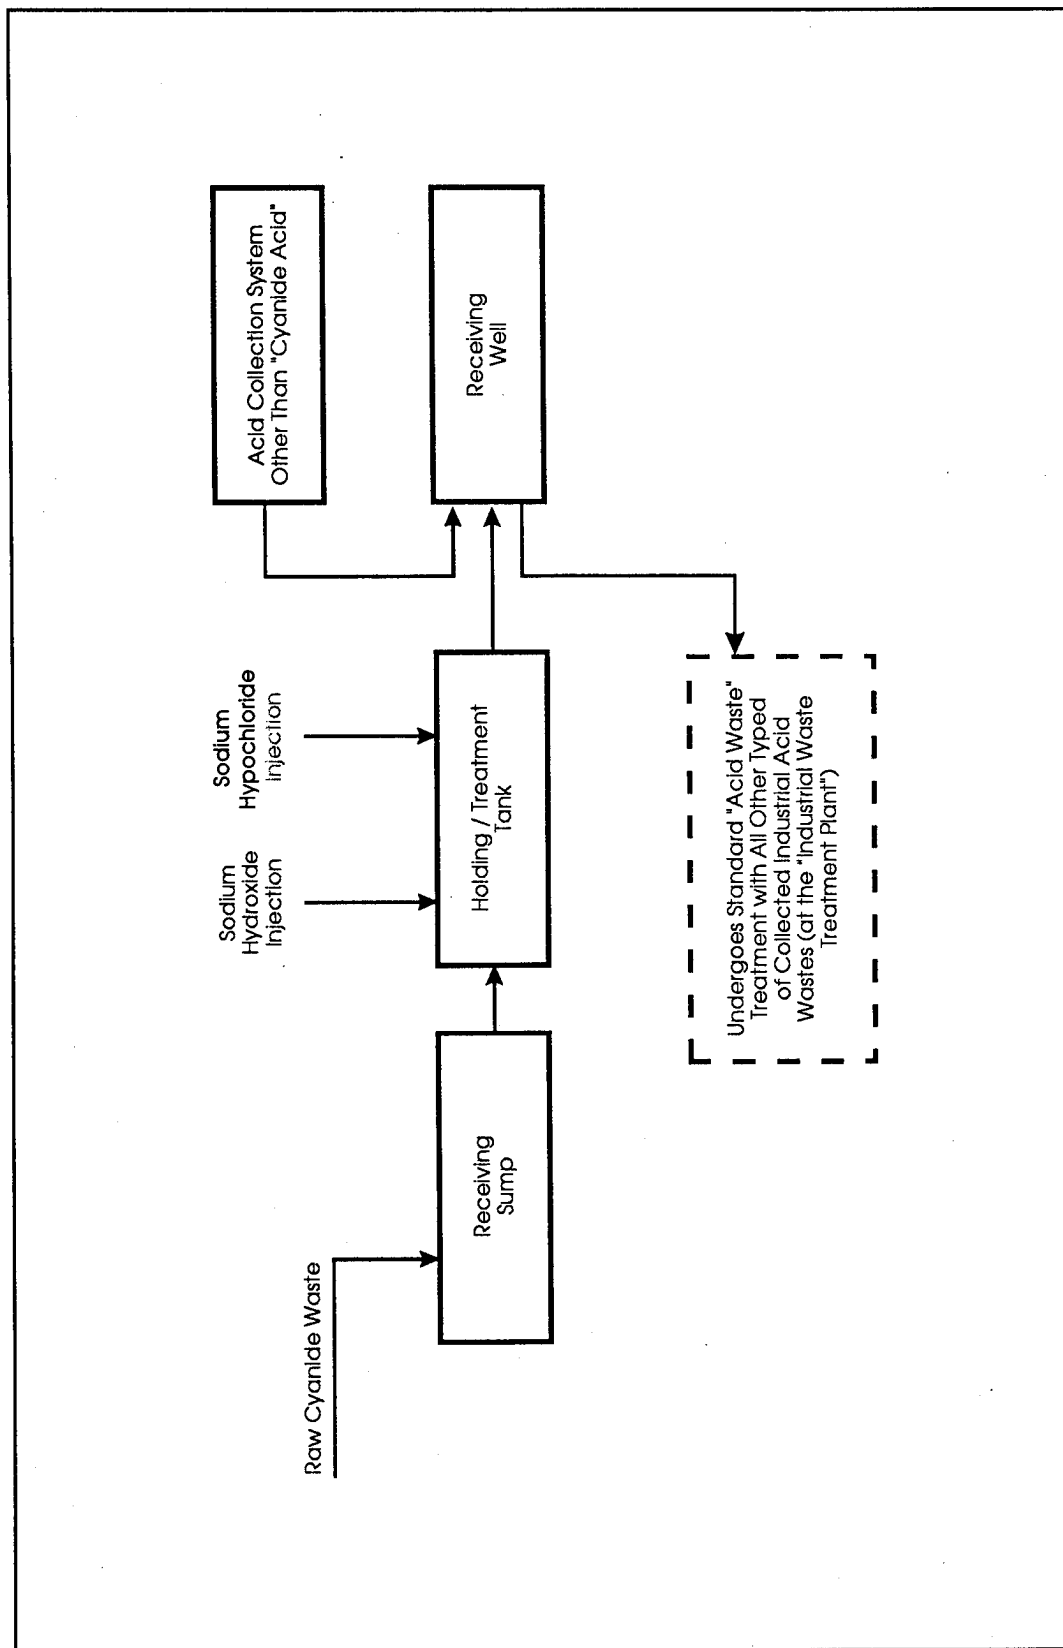 Raw Cyanide Waste
Receiving
Sump
Sodium
Hydroxide
Injection
Sodium
Hypochloride
Injection
Holding / Treatment
Tank
Acid Collection System
Other Than "Cyanide Acid"
Receiving
Well
Undergoes Standard "Acid Waste"
Treatment with All Other Typed
of Collected Industrial Acid
Wastes (at the "Industrial Waste
Treatment Plant")